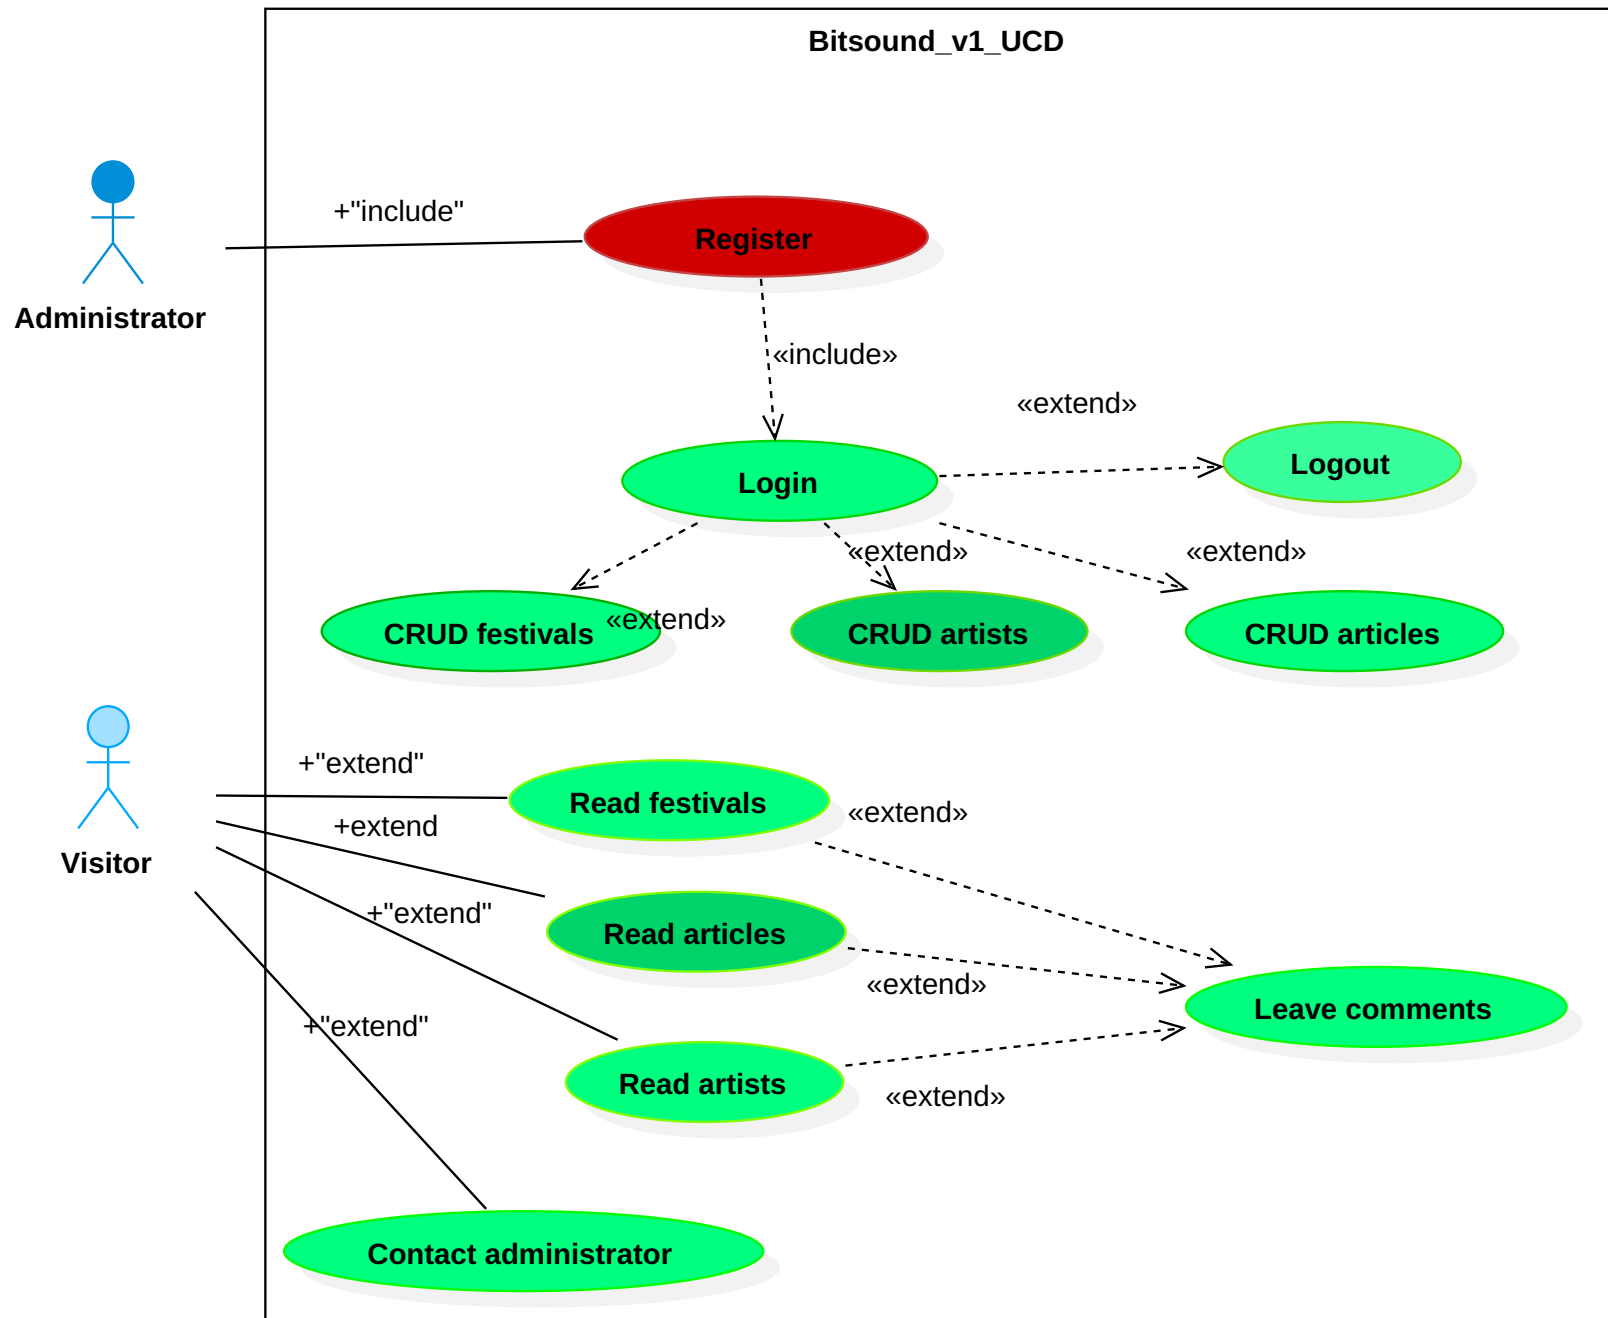 Bitsound_v1_UCD
+"include"
Register
Administrator
«include»
«extend»
Logout
Login
«extend»
«extend»
«extend»
CRUD festivals
CRUD artists
CRUD articles
+"extend"
Read festivals
«extend»
+extend
Visitor
+"extend"
Read articles
«extend»
Leave comments
+"extend"
Read artists
«extend»
Contact administrator